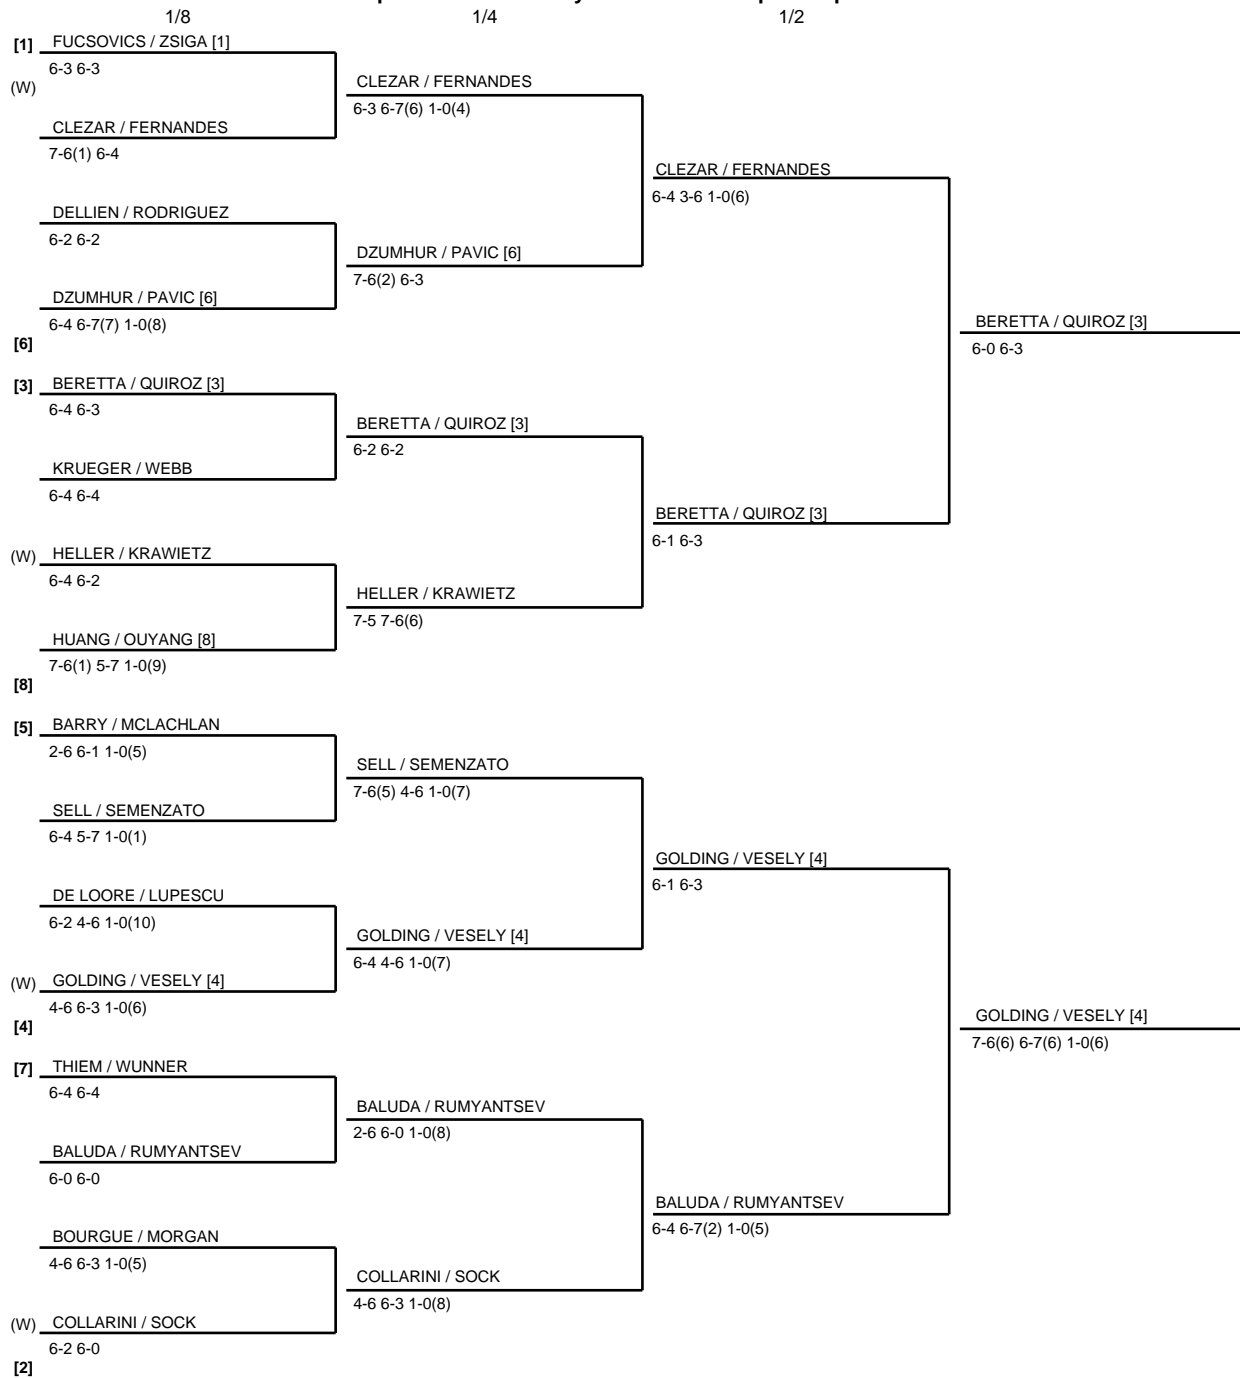 1/8
1/4
1/2
[1] FUCSOVICS / ZSIGA [1]
6-3 6-3
(W)
CLEZAR / FERNANDES
7-6(1) 6-4
DELLIEN / RODRIGUEZ
6-2 6-2
DZUMHUR / PAVIC [6]
6-4 6-7(7) 1-0(8)
[6]
[3] BERETTA / QUIROZ [3]
6-4 6-3
KRUEGER / WEBB
6-4 6-4
(W) HELLER / KRAWIETZ
6-4 6-2
HUANG / OUYANG [8]
7-6(1) 5-7 1-0(9)
[8]
[5] BARRY / MCLACHLAN
2-6 6-1 1-0(5)
SELL / SEMENZATO
6-4 5-7 1-0(1)
DE LOORE / LUPESCU
6-2 4-6 1-0(10)
(W) GOLDING / VESELY [4]
4-6 6-3 1-0(6)
[4]
[7] THIEM / WUNNER
6-4 6-4
BALUDA / RUMYANTSEV
6-0 6-0
BOURGUE / MORGAN
4-6 6-3 1-0(5)
(W) COLLARINI / SOCK
6-2 6-0
[2]
CLEZAR / FERNANDES
6-3 6-7(6) 1-0(4)
DZUMHUR / PAVIC [6]
7-6(2) 6-3
BERETTA / QUIROZ [3]
6-2 6-2
HELLER / KRAWIETZ
7-5 7-6(6)
SELL / SEMENZATO
7-6(5) 4-6 1-0(7)
GOLDING / VESELY [4]
6-4 4-6 1-0(7)
BALUDA / RUMYANTSEV
2-6 6-0 1-0(8)
COLLARINI / SOCK
4-6 6-3 1-0(8)
CLEZAR / FERNANDES
6-4 3-6 1-0(6)
BERETTA / QUIROZ [3]
6-1 6-3
GOLDING / VESELY [4]
6-1 6-3
BALUDA / RUMYANTSEV
6-4 6-7(2) 1-0(5)
BERETTA / QUIROZ [3]
6-0 6-3
GOLDING / VESELY [4]
7-6(6) 6-7(6) 1-0(6)